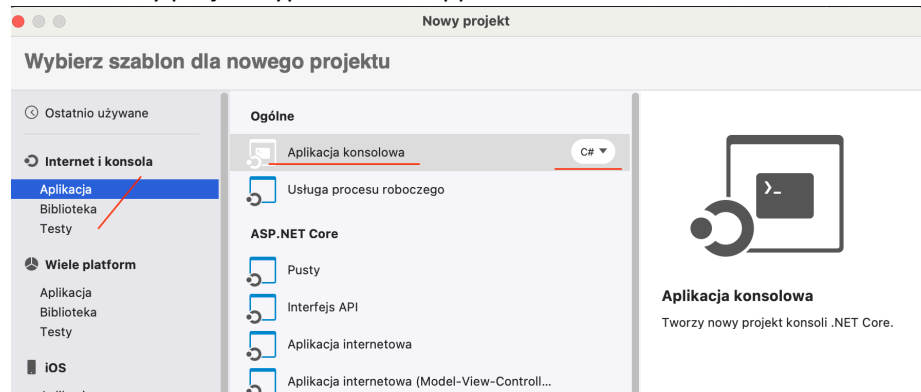 Nowy projekt
Wybierz szablon dla nowego projektu
Ostatnio używane
Internet i konsola
Aplikacja
Biblioteka
Testy
Wiele platform
Aplikacja
Biblioteka
Testy
iOS
Ogólne
Aplikacja konsolowa
C#
Usługa procesu roboczego
ASP.NET Core
Pusty
Interfejs API
Aplikacja internetowa
Aplikacja internetowa (Model-View-Controll...
Aplikacja konsolowa
Tworzy nowy projekt konsoli .NET Core.